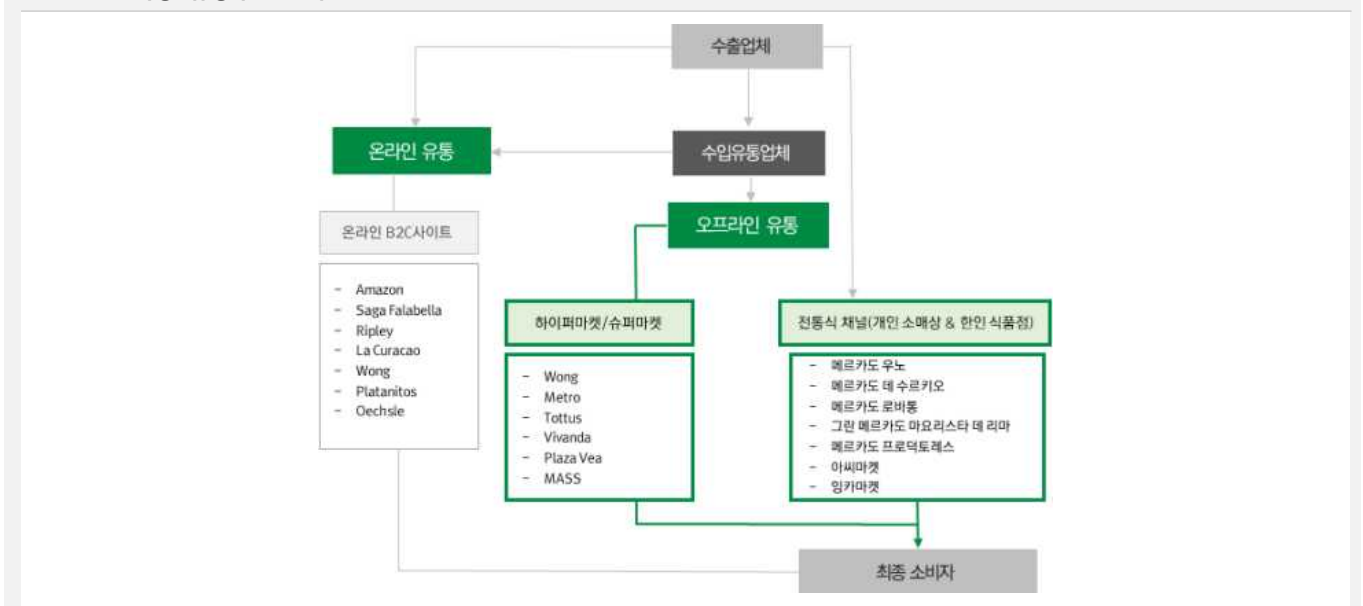 수출업체
온라인 유통
수입유통업체
오프라인 유통
온라인 B2C사이트
- Amazon
- Saga Falabella
- Ripley
- La Curacao
- Wong
- Platanitos
- Oechsle
하이퍼마켓/슈퍼마켓
- Wong
- Metro
- Tottus
- Vivanda
- Plaza Vea
- MASS
전통식 채널(개인 소매상 & 한인 식품점)
- 메르카도 우노
- 메르카도 데 수르키오
- 메르카도 로바통
- 그란 메르카도 마요리스타 데 리마
- 메르카도 프로덕토레스
- 아씨마켓
- 잉카마켓
최종 소비자